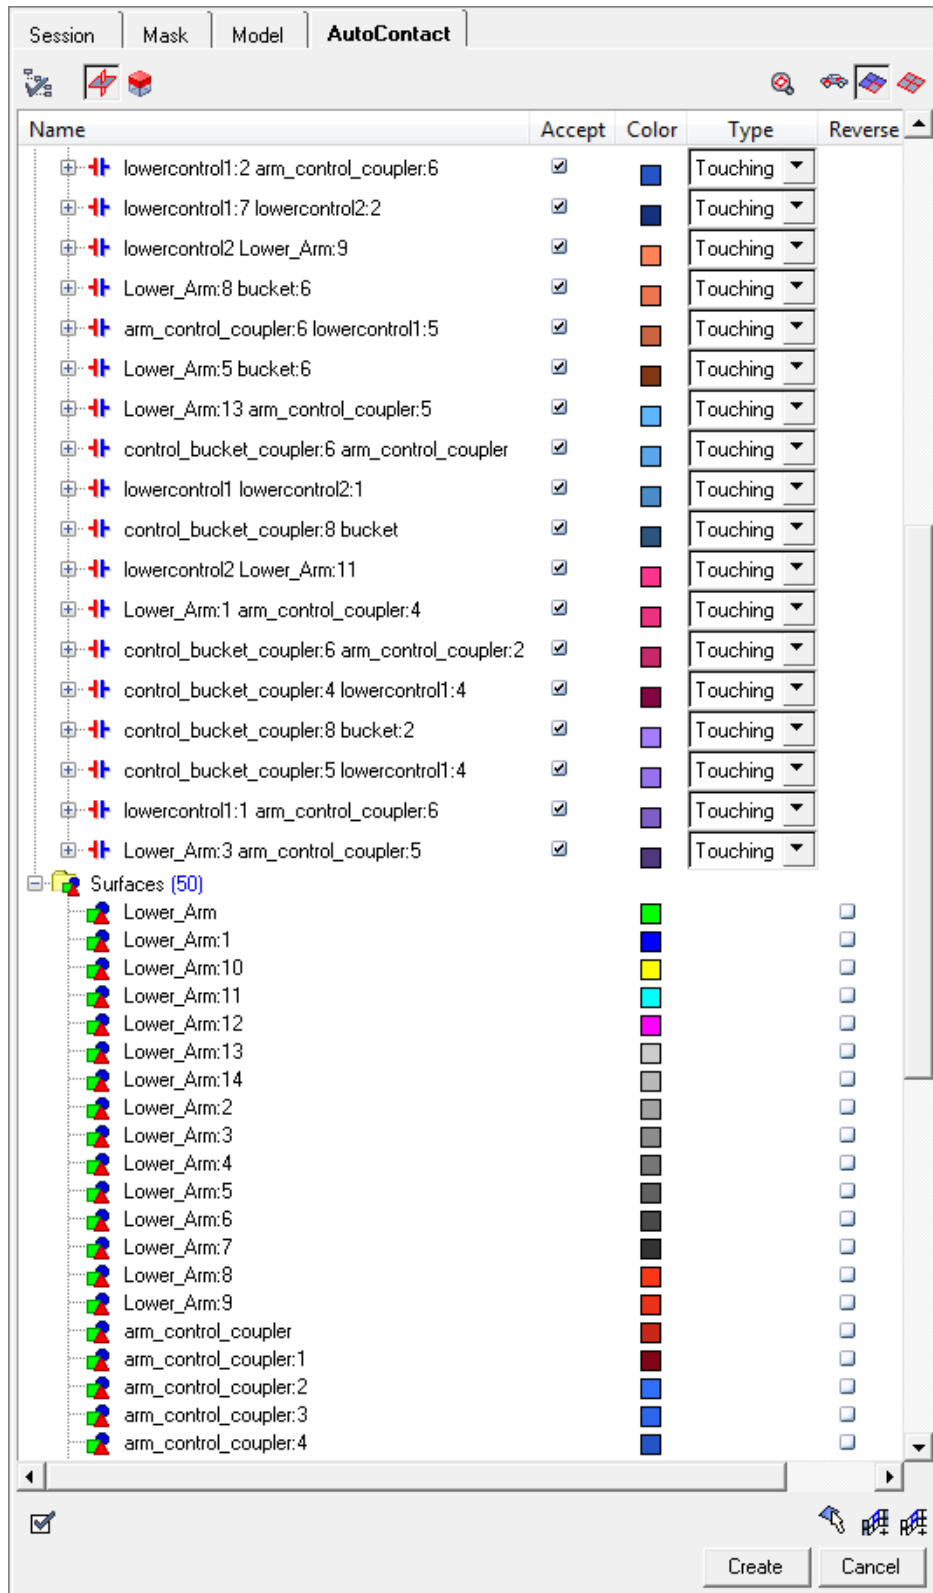 Session Mask Model AutoContact
Name Accept Color Type Reverse
lowercontrol1:2 arm_control_coupler:6 Touching
lowercontrol1:7 lowercontrol2:2 Touching
lowercontrol2 Lower_Arm:9 Touching
Lower_Arm:8 bucket:6 Touching
arm_control_coupler:6 lowercontrol1:5 Touching
Lower_Arm:5 bucket:6 Touching
Lower_Arm:13 arm_control_coupler:5 Touching
control_bucket_coupler:6 arm_control_coupler Touching
lowercontrol1 lowercontrol2:1 Touching
control_bucket_coupler:8 bucket Touching
lowercontrol2 Lower_Arm:11 Touching
Lower_Arm:1 arm_control_coupler:4 Touching
control_bucket_coupler:6 arm_control_coupler:2 Touching
control_bucket_coupler:4 lowercontrol1:4 Touching
control_bucket_coupler:8 bucket:2 Touching
control_bucket_coupler:5 lowercontrol1:4 Touching
lowercontrol1:1 arm_control_coupler:6 Touching
Lower_Arm:3 arm_control_coupler:5 Touching
Surfaces (50)
Lower_Arm
Lower_Arm:1
Lower_Arm:10
Lower_Arm:11
Lower_Arm:12
Lower_Arm:13
Lower_Arm:14
Lower_Arm:2
Lower_Arm:3
Lower_Arm:4
Lower_Arm:5
Lower_Arm:6
Lower_Arm:7
Lower_Arm:8
Lower_Arm:9
arm_control_coupler
arm_control_coupler:1
arm_control_coupler:2
arm_control_coupler:3
arm_control_coupler:4
Create Cancel